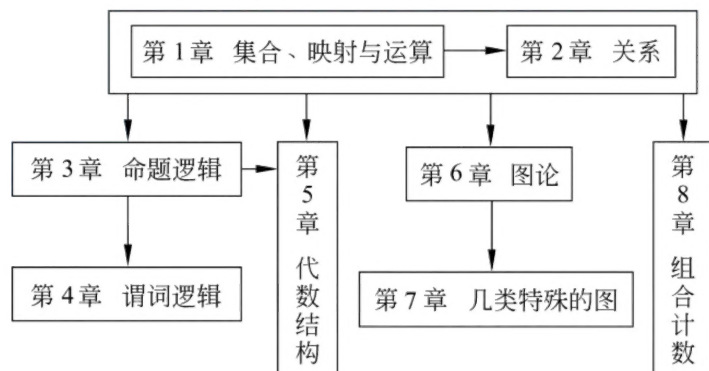 第1章 集合、映射与运算
第2章 关系
第3章 命题逻辑
第5章 代数结构
第6章 图论
第8章 组合计数
第4章 谓词逻辑
第7章 几类特殊的图